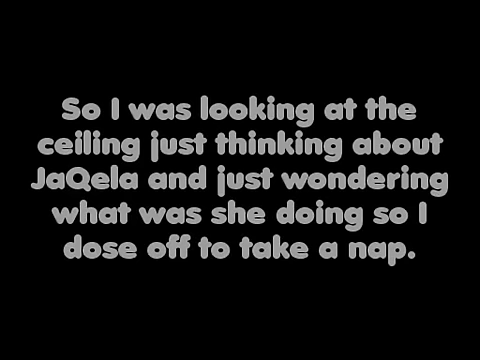 So I was looking at the
ceiling just thinking about
JaQela and just wondering
what was she doing so I
dose off to take a nap.